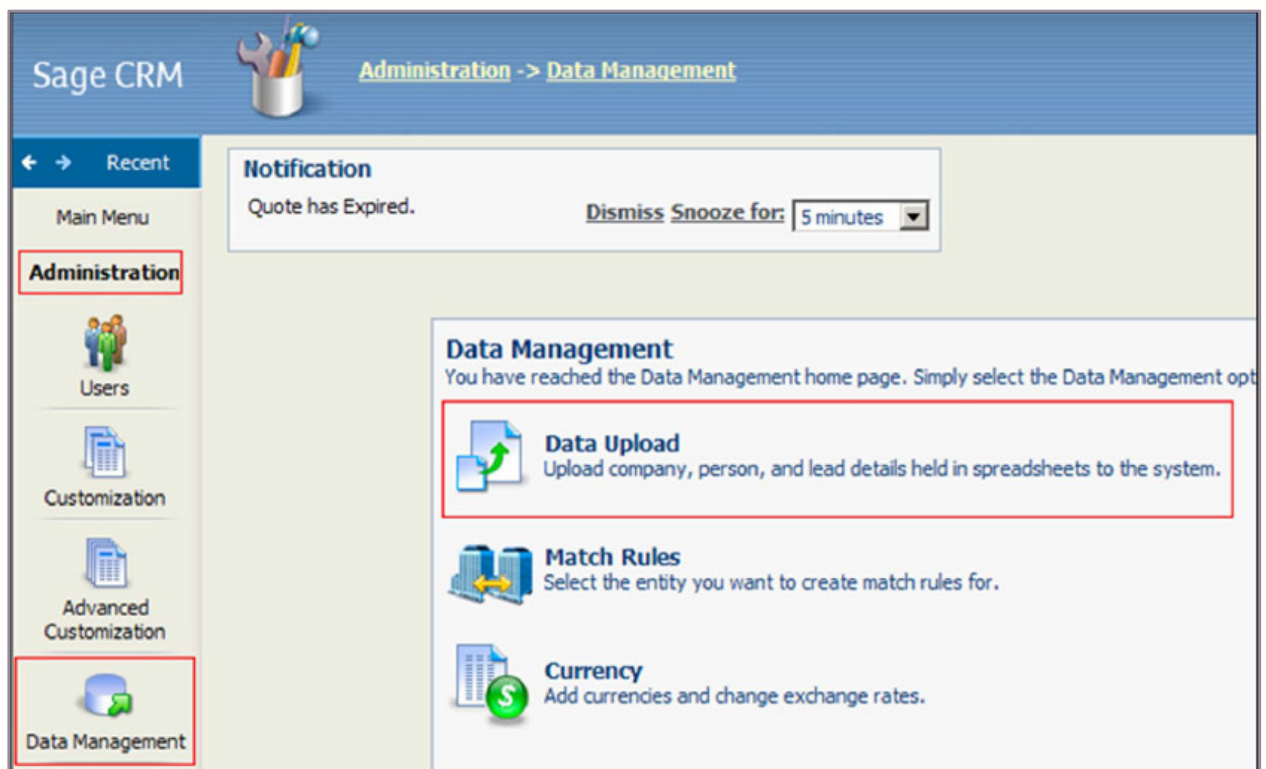 Sage CRM
Administration -> Data Management
Recent
Main Menu
Administration
Users
Customization
Advanced
Customization
Data Management
Notification
Quote has Expired.
Dismiss Snooze for: 5 minutes
Data Management
You have reached the Data Management home page. Simply select the Data Management opt
Data Upload
Upload company, person, and lead details held in spreadsheets to the system.
Match Rules
Select the entity you want to create match rules for.
Currency
Add currencies and change exchange rates.